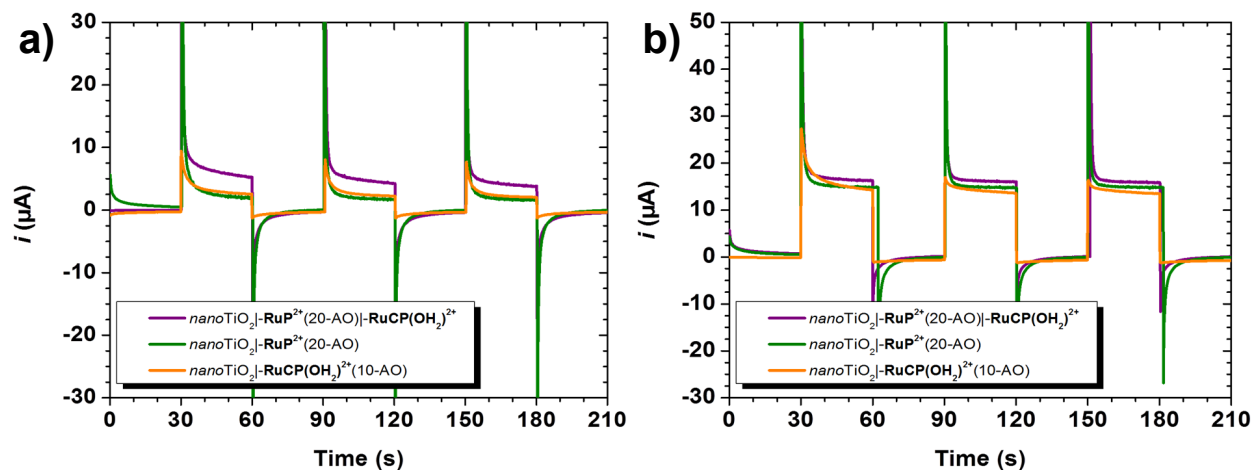 a)
30
20
10
0
-10
-20
-30
i (µA)
nanoTiO₂|-RuP²⁺(20-AO)|-RuCP(OH₂)²⁺
nanoTiO₂|-RuP²⁺(20-AO)
nanoTiO₂|-RuCP(OH₂)²⁺(10-AO)
0 30 60 90 120 150 180 210
Time (s)
b)
50
40
30
20
10
0
-10
-20
-30
i (µA)
nanoTiO₂|-RuP²⁺(20-AO)|-RuCP(OH₂)²⁺
nanoTiO₂|-RuP²⁺(20-AO)
nanoTiO₂|-RuCP(OH₂)²⁺(10-AO)
0 30 60 90 120 150 180 210
Time (s)